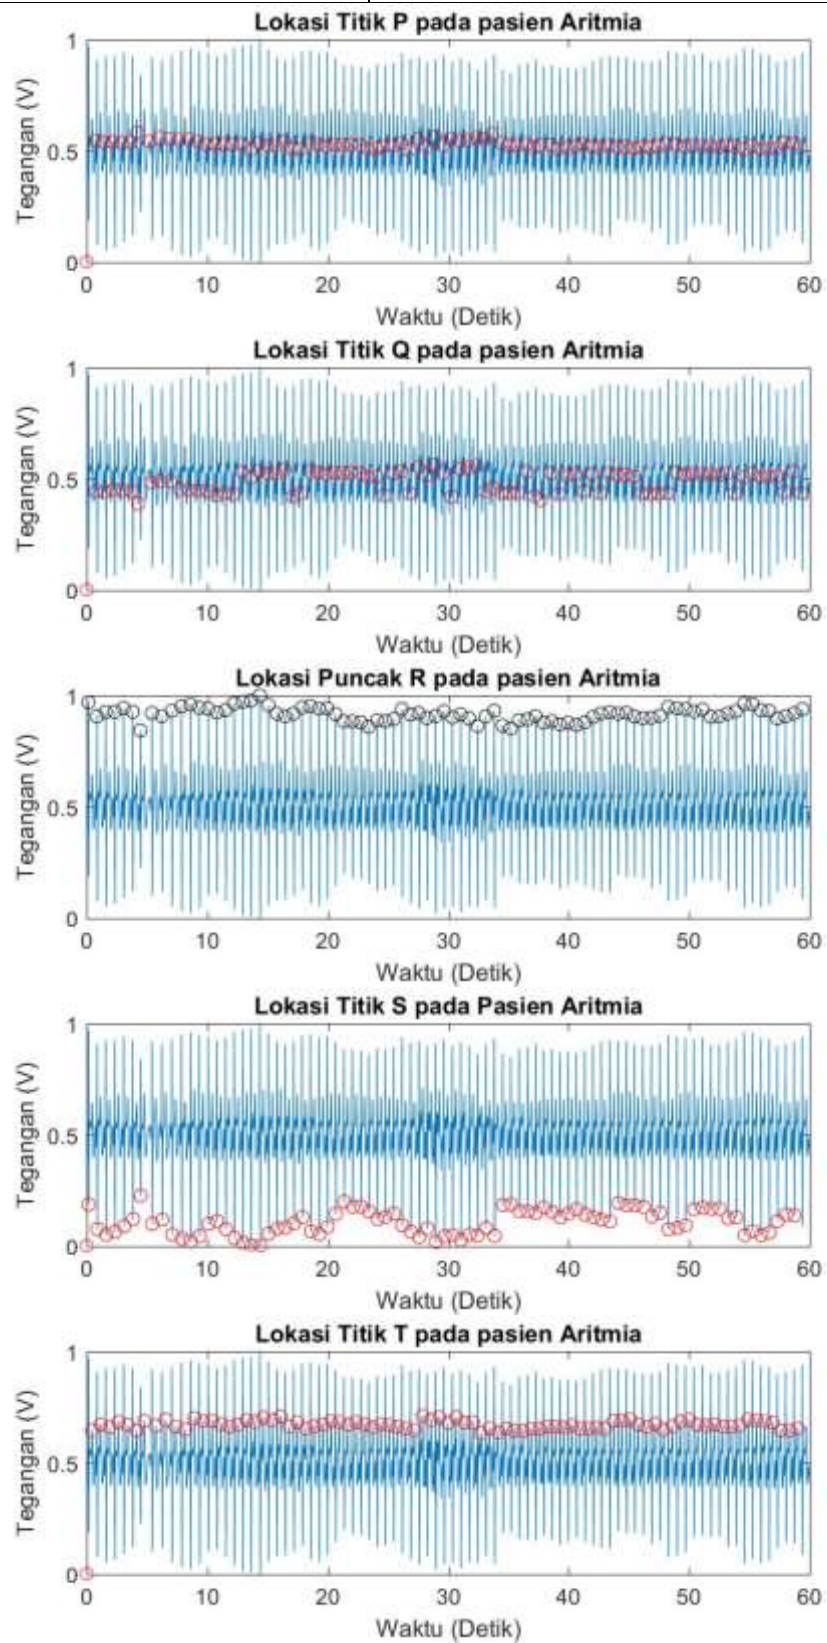 Lokasi Titik P pada pasien Aritmia
1
0.5
0
Tegangan (V)
0 10 20 30 40 50 60
Waktu (Detik)
Lokasi Titik Q pada pasien Aritmia
1
0.5
0
Tegangan (V)
0 10 20 30 40 50 60
Waktu (Detik)
Lokasi Puncak R pada pasien Aritmia
1
0.5
0
Tegangan (V)
0 10 20 30 40 50 60
Waktu (Detik)
Lokasi Titik S pada Pasien Aritmia
1
0.5
0
Tegangan (V)
0 10 20 30 40 50 60
Waktu (Detik)
Lokasi Titik T pada pasien Aritmia
1
0.5
0
Tegangan (V)
0 10 20 30 40 50 60
Waktu (Detik)